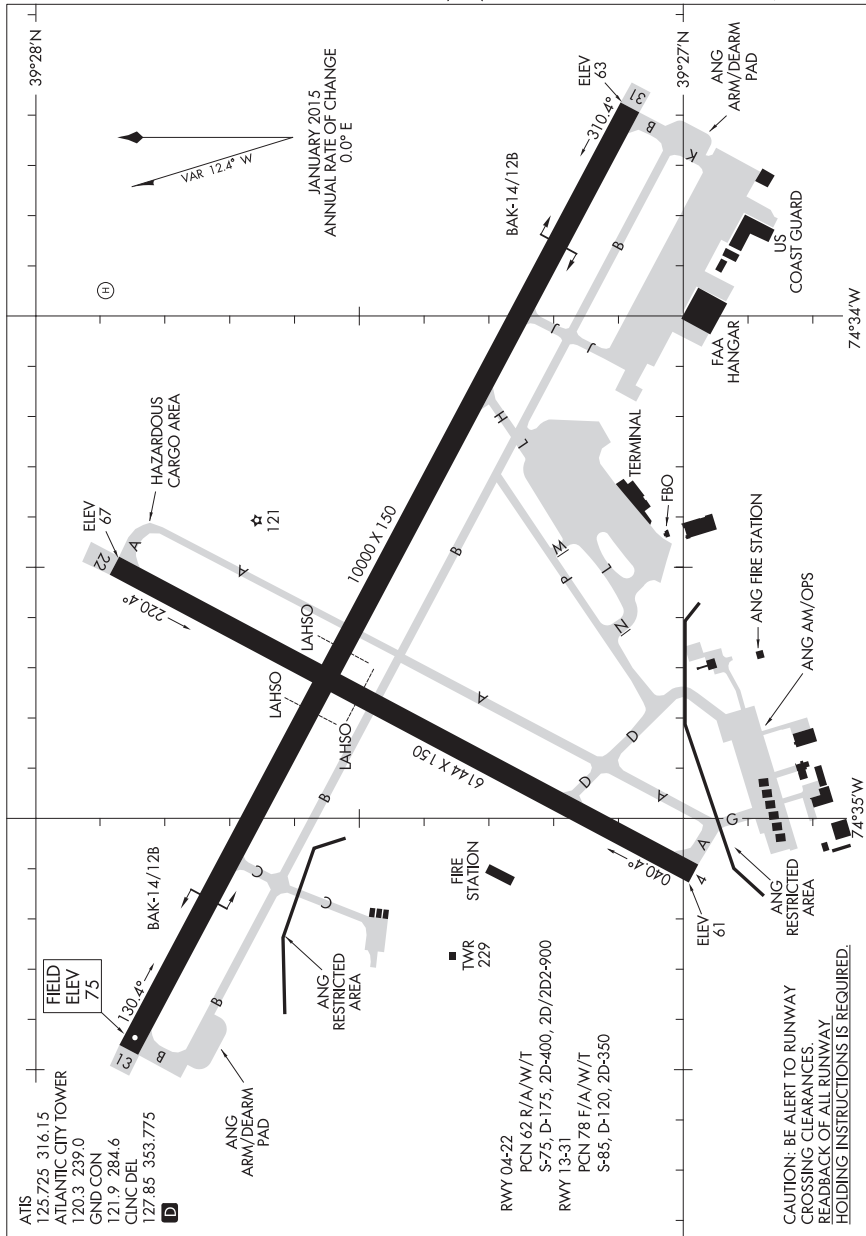 ATIS
125.725 316.15
ATLANTIC CITY TOWER
120.3 239.0
GND CON
121.9 284.6
CLNC DEL
127.85 353.775
D
FIELD
ELEV
75
13
130.4°
B
ANG
ARM/DEARM
PAD
B
BAK-14/12B
C
C
ANG
RESTRICTED
AREA
TWR
229
FIRE
STATION
RWY 04-22
PCN 62 R/A/W/T
S-75, D-175, 2D-400, 2D/2D2-900
RWY 13-31
PCN 78 F/A/W/T
S-85, D-120, 2D-350
CAUTION: BE ALERT TO RUNWAY
CROSSING CLEARANCES.
READBACK OF ALL RUNWAY
HOLDING INSTRUCTIONS IS REQUIRED.
B
LAHSO
LAHSO
LAHSO
6144 X 150
10000 X 150
22
220.4°
ELEV
67
A
HAZARDOUS
CARGO AREA
A
121
H
JANUARY 2015
ANNUAL RATE OF CHANGE
0.0° E
VAR 12.4° W
39°28'N
39°27'N
ELEV
63
31
310.4°
B
ANG
ARM/DEARM
PAD
K
BAK-14/12B
B
J
J
US
COAST GUARD
FAA
HANGAR
74°34'W
H
L
TERMINAL
FBO
B
P
M
L
N
A
D
D
A
ANG FIRE STATION
ANG AM/OPS
G
A
4
040.4°
ELEV
61
ANG
RESTRICTED
AREA
74°35'W